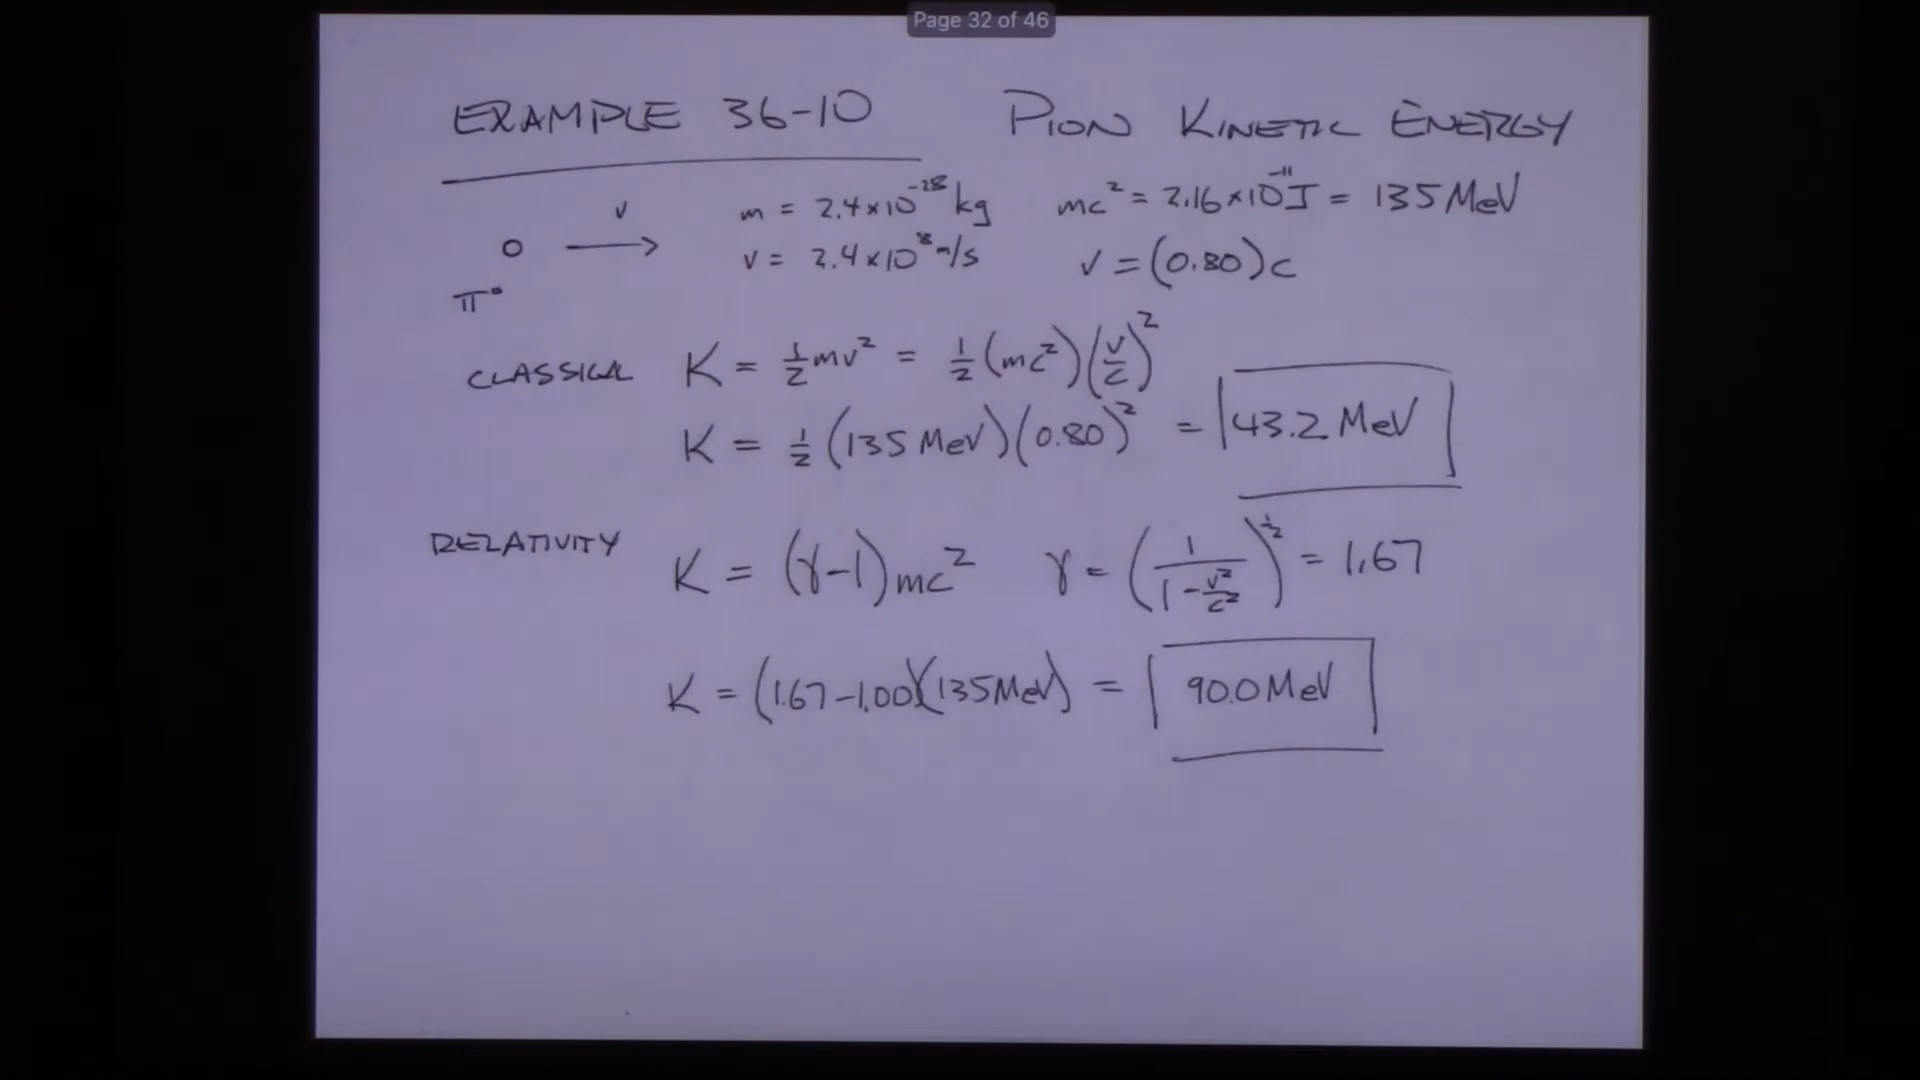 Page 32 of 46
EXAMPLE 36-10 PION KINETIC ENERGY
v m = 2.4×10⁻²⁸ kg mc² = 2.16×10⁻¹¹ J = 135 MeV
O → v = 2.4×10⁸ m/s v = (0.80)c
π°
CLASSICAL K = ½mv² = ½(mc²)(v/c)²
K = ½(135 MeV)(0.80)² = 43.2 MeV
RELATIVITY K = (γ-1)mc² γ = (1/(1-v²/c²))^½ = 1.67
K = (1.67-1.00)(135MeV) = 90.0 MeV